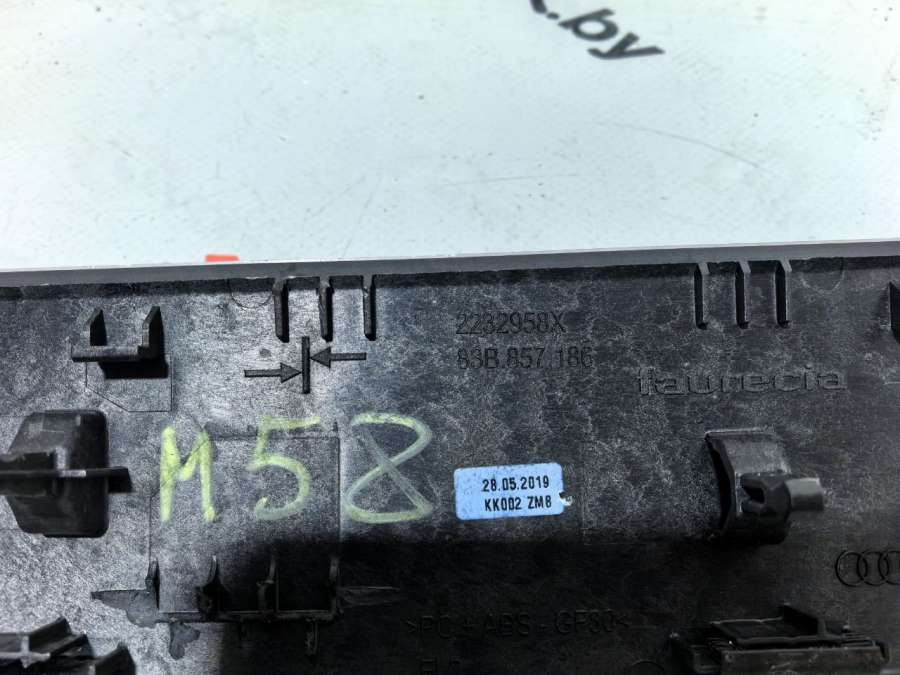 .by
2232958X
83B.857.186
faurecia
M58
28.05.2019
KK002 ZM8
>PC+ABS-GF30<